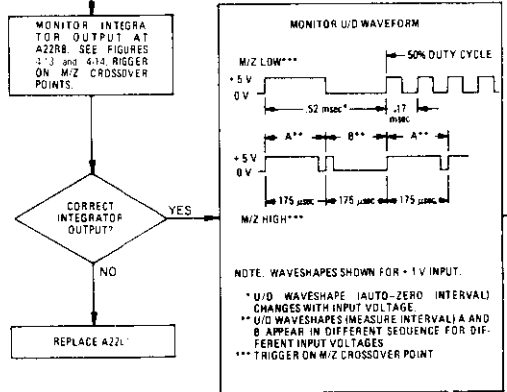 MONITOR INTEGRA
TOR OUTPUT AT
A22R8. SEE FIGURES
4-13 and 4-14. RIGGER
ON M/Z CROSSOVER
POINTS.
CORRECT
INTEGRATOR
OUTPUT?
YES
NO
REPLACE
MONITOR U/D WAVEFORM
M/Z LOW***
50% DUTY CYCLE
+5 V
0 V
.52 msec*
.17
msec
A** B** A**
+5 V
0 V
175 µsec 175 µsec 175 µsec
M/Z HIGH***
NOTE. WAVESHAPES SHOWN FOR + 1 V INPUT.
* U/D WAVESHAPE (AUTO-ZERO INTERVAL)
CHANGES WITH INPUT VOLTAGE.
** U/D WAVESHAPES (MEASURE INTERVAL) A AND
B APPEAR IN DIFFERENT SEQUENCE FOR DIF-
FERENT INPUT VOLTAGES
*** TRIGGER ON M/Z CROSSOVER POINT